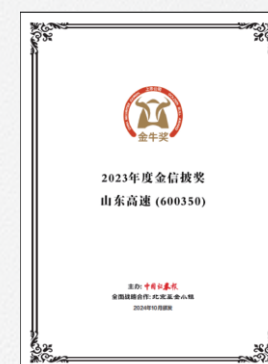 金牛奖
2023年度金信披奖
山东高速 (600350)
主办: 中国证券报
全面战略合作: 北京基金小镇
2024年10月颁发